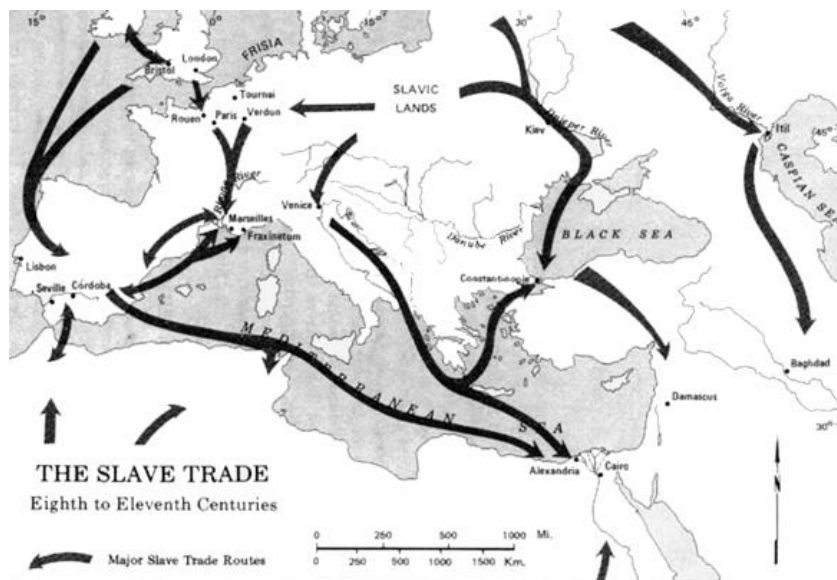 15°
0°
15°
30°
45°
London
Bristol
FRISIA
Tournai
Rouen
Paris
Verdun
SLAVIC
LANDS
Kiev
Dnieper River
Volga River
Itil
(45°
CASPIAN SEA
Venice
Marseilles
Fraxinetum
Danube River
BLACK SEA
Constantinople
Lisbon
Seville
Córdoba
MEDITERRANEAN
SEA
Baghdad
Damascus
30°
Alexandria
Cairo
N
THE SLAVE TRADE
Eighth to Eleventh Centuries
Major Slave Trade Routes
0 250 500 1000 Mi.
0 250 500 1000 1500 Km.